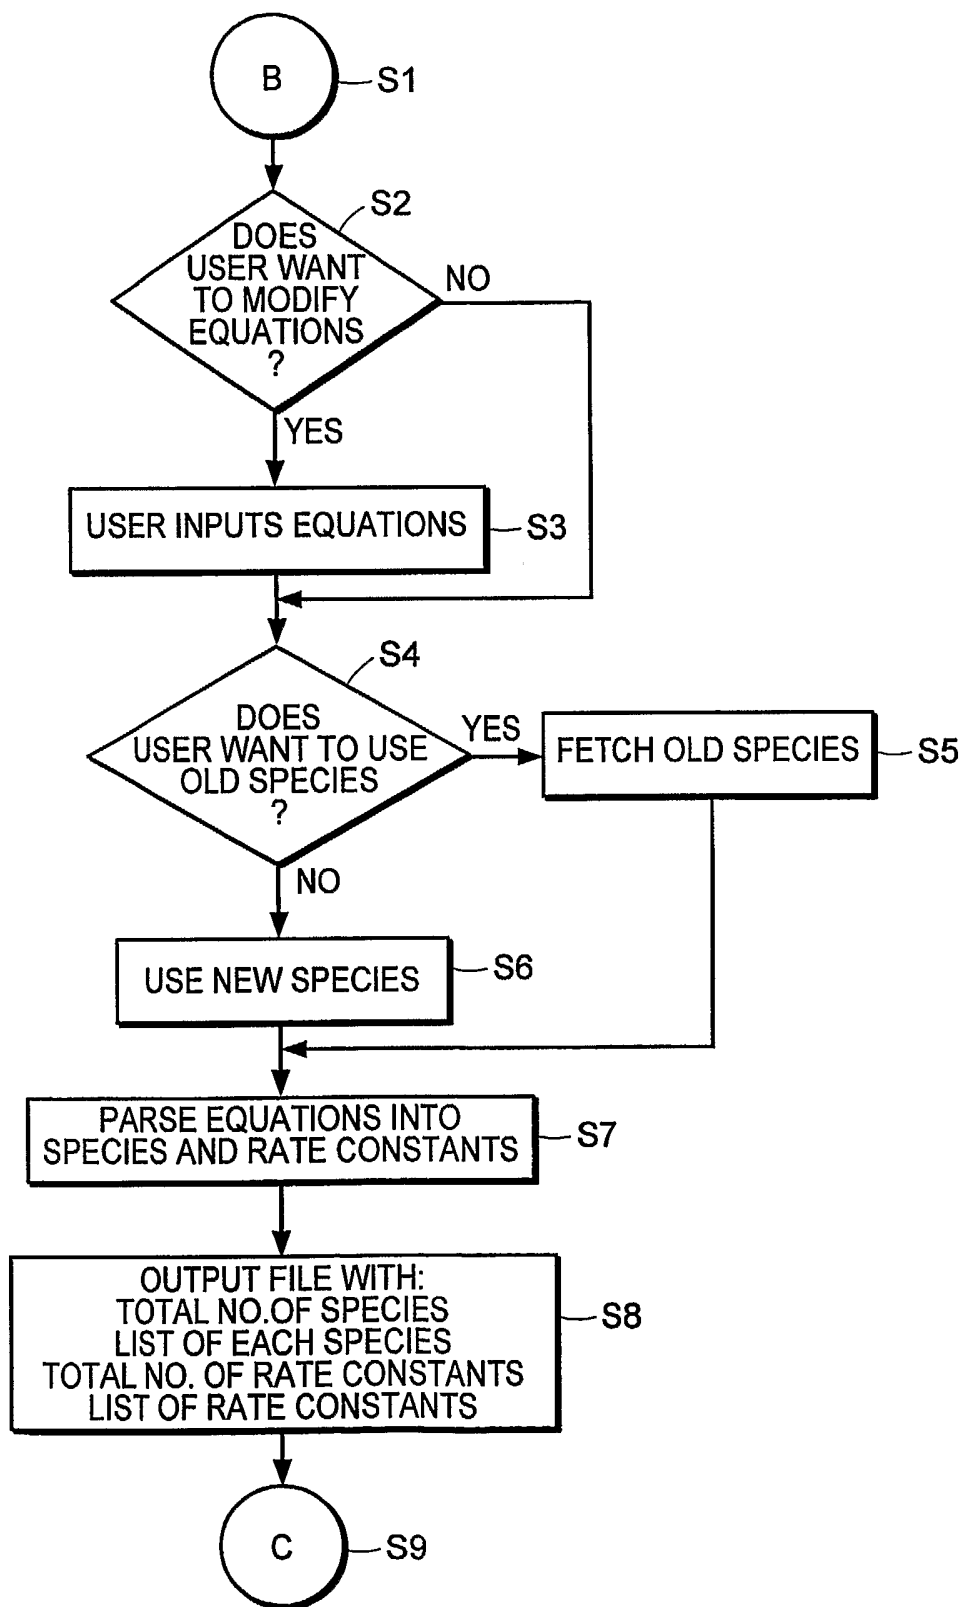 B
S1
S2
DOES
USER WANT
TO MODIFY
EQUATIONS
?
NO
YES
USER INPUTS EQUATIONS
S3
S4
DOES
USER WANT TO USE
OLD SPECIES
?
YES
FETCH OLD SPECIES
S5
NO
USE NEW SPECIES
S6
PARSE EQUATIONS INTO
SPECIES AND RATE CONSTANTS
S7
OUTPUT FILE WITH:
TOTAL NO.OF SPECIES
LIST OF EACH SPECIES
TOTAL NO. OF RATE CONSTANTS
LIST OF RATE CONSTANTS
S8
C
S9